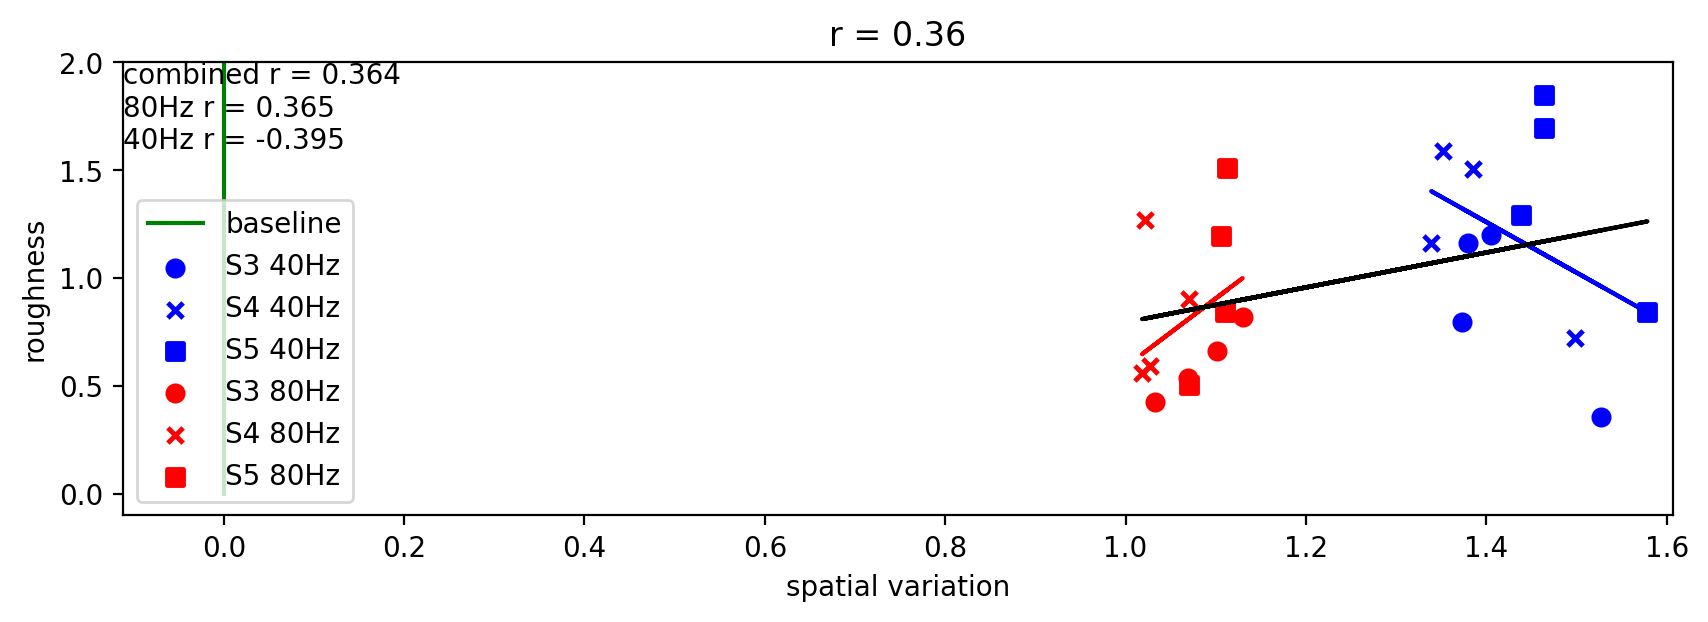 r = 0.36
combined r = 0.364
80Hz r = 0.365
40Hz r = -0.395
baseline
S3 40Hz
S4 40Hz
S5 40Hz
S3 80Hz
S4 80Hz
S5 80Hz
roughness
2.0
1.5
1.0
0.5
0.0
0.0 0.2 0.4 0.6 0.8 1.0 1.2 1.4 1.6
spatial variation